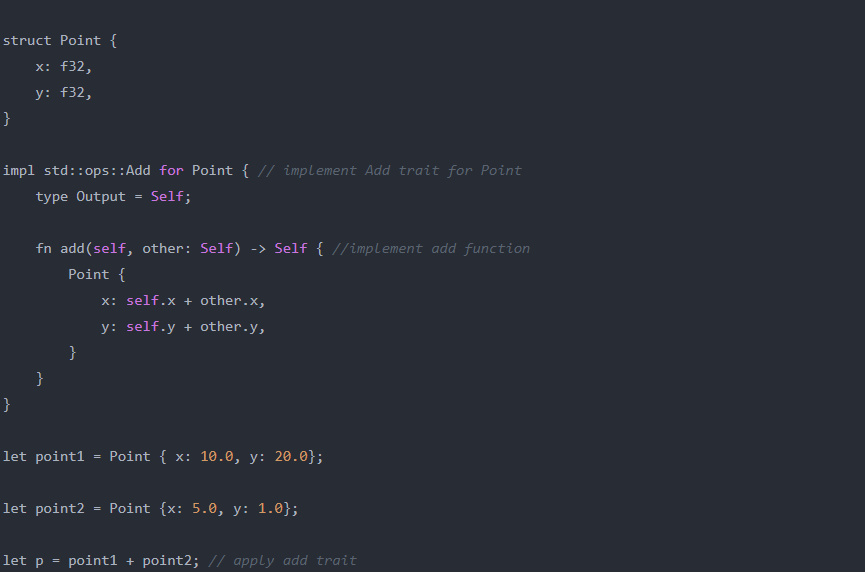 struct Point {
    x: f32,
    y: f32,
}
impl std::ops::Add for Point { // implement Add trait for Point
    type Output = Self;
    fn add(self, other: Self) -> Self { //implement add function
        Point {
            x: self.x + other.x,
            y: self.y + other.y,
        }
    }
}
let point1 = Point { x: 10.0, y: 20.0};
let point2 = Point {x: 5.0, y: 1.0};
let p = point1 + point2; // apply add trait